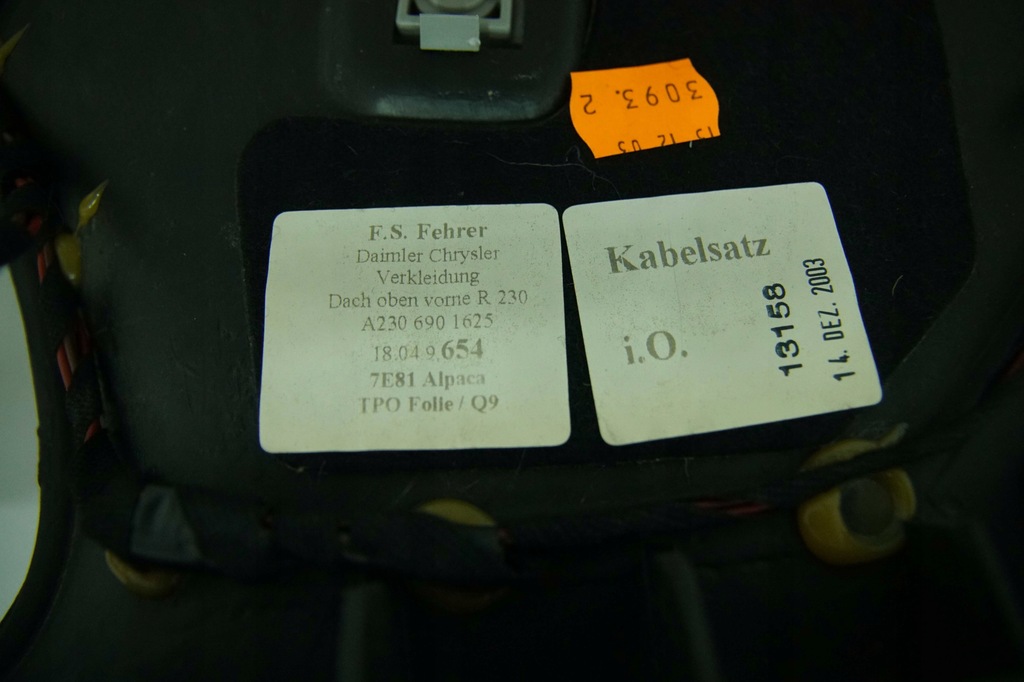 3093. 2
F.S. Fehrer
Daimler Chrysler
Verkleidung
Dach oben vorne R 230
A230 690 1625
18.04 9.654
7E81 Alpaca
TPO Folie / Q9
Kabelsatz
i.O.
13158
14. DEZ. 2003